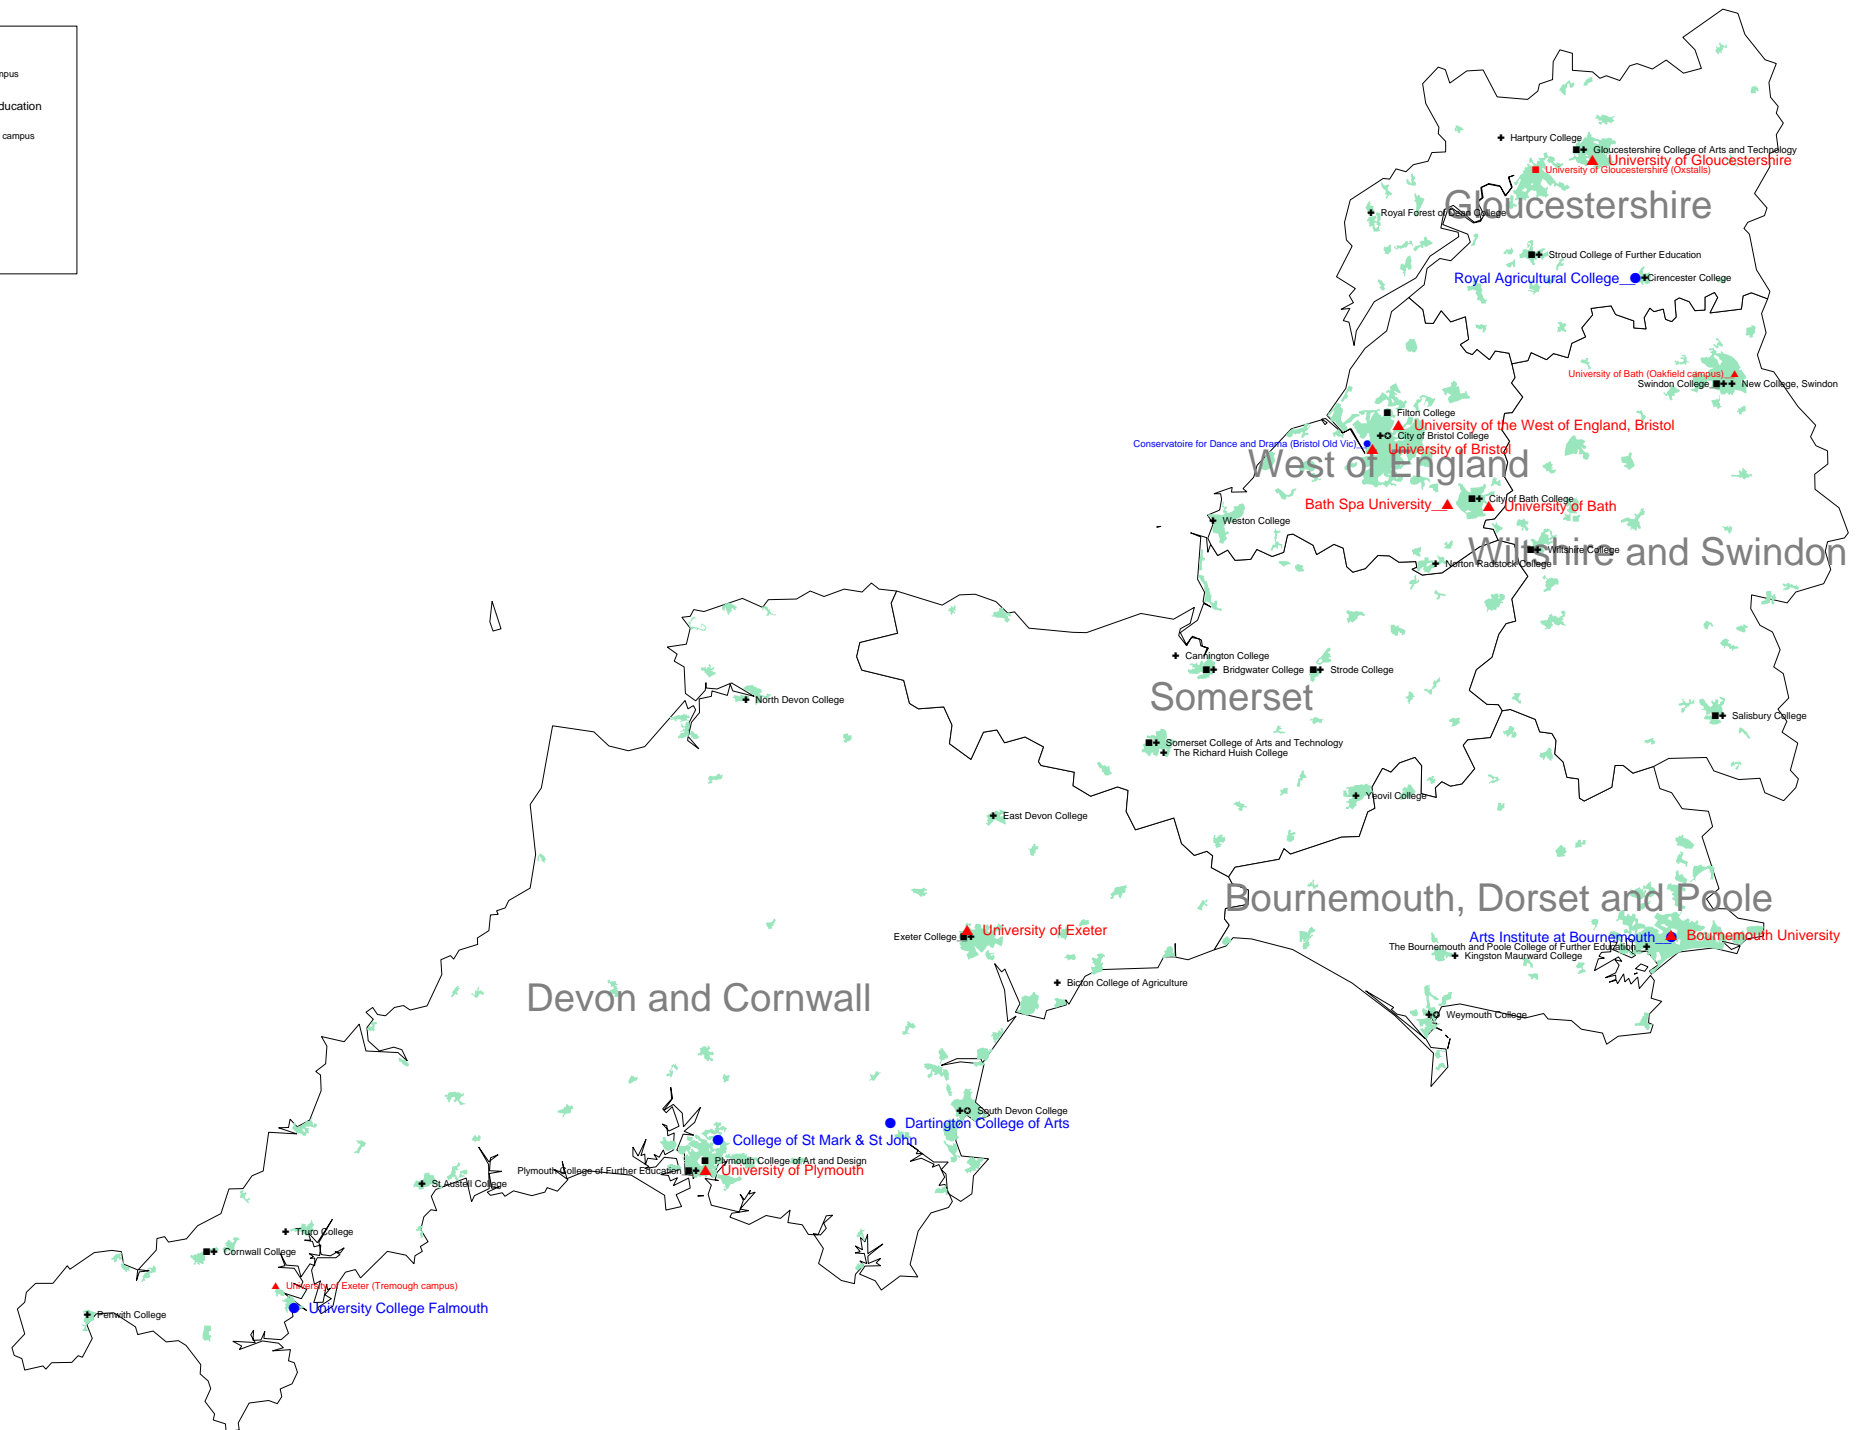 mpus
ducation
campus
Hartpury College
Gloucestershire College of Arts and Technology
University of Gloucestershire
University of Gloucestershire (Oxstalls)
Gloucestershire
Royal Forest of Dean College
Stroud College of Further Education
Royal Agricultural College
Cirencester College
University of Bath (Oakfield campus)
Swindon College
New College, Swindon
Filton College
University of the West of England, Bristol
City of Bristol College
Conservatoire for Dance and Drama (Bristol Old Vic)
University of Bristol
West of England
City of Bath College
Bath Spa University
University of Bath
Weston College
Wiltshire and Swindon
Wiltshire College
Norton Radstock College
Cannington College
Bridgwater College
Strode College
Somerset
North Devon College
Salisbury College
Somerset College of Arts and Technology
The Richard Huish College
Yeovil College
East Devon College
Bournemouth, Dorset and Poole
University of Exeter
Exeter College
Arts Institute at Bournemouth
Bournemouth University
The Bournemouth and Poole College of Further Education
Kingston Maurward College
Bicton College of Agriculture
Devon and Cornwall
Weymouth College
South Devon College
Dartington College of Arts
College of St Mark & St John
Plymouth College of Art and Design
Plymouth College of Further Education
University of Plymouth
St Austell College
Truro College
Cornwall College
University of Exeter (Tremough campus)
University College Falmouth
Penwith College